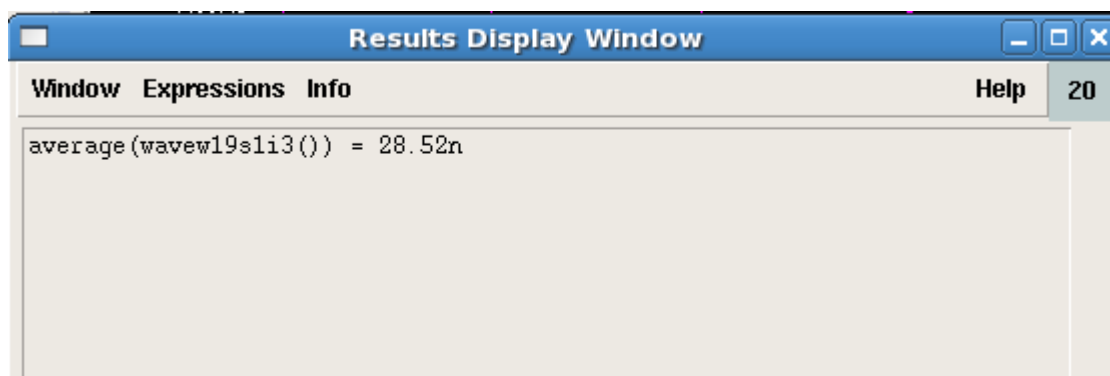 Results Display Window
Window Expressions Info Help 20
average(wavew19s1i3()) = 28.52n